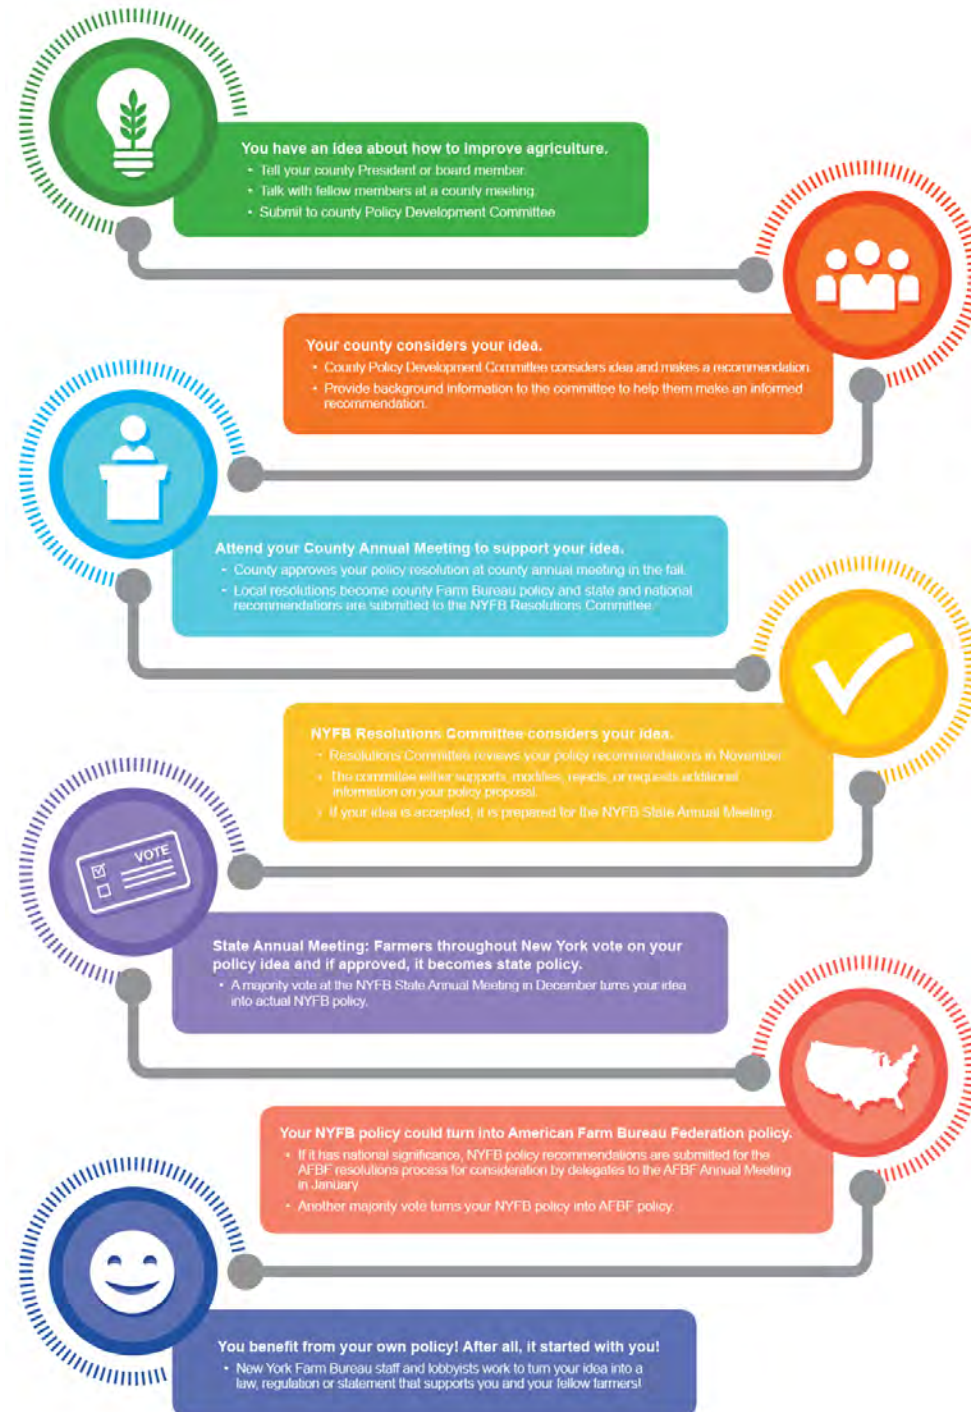 You have an idea about how to improve agriculture.
• Tell your county President or board member.
• Talk with fellow members at a county meeting.
• Submit to county Policy Development Committee
Your county considers your idea.
• County Policy Development Committee considers idea and makes a recommendation.
• Provide background information to the committee to help them make an informed
recommendation.
Attend your County Annual Meeting to support your idea.
• County approves your policy resolution at county annual meeting in the fall.
• Local resolutions become county Farm Bureau policy and state and national
recommendations are submitted to the NYFB Resolutions Committee.
NYFB Resolutions Committee considers your idea.
• Resolutions Committee reviews your policy recommendations in November.
• The committee either supports, modifies, rejects, or requests additional
information on your policy proposal.
• If your idea is accepted, it is prepared for the NYFB State Annual Meeting.
VOTE
State Annual Meeting: Farmers throughout New York vote on your
policy idea and if approved, it becomes state policy.
• A majority vote at the NYFB State Annual Meeting in December turns your idea
into actual NYFB policy.
Your NYFB policy could turn into American Farm Bureau Federation policy.
• If it has national significance, NYFB policy recommendations are submitted for the
AFBF resolutions process for consideration by delegates to the AFBF Annual Meeting
in January.
• Another majority vote turns your NYFB policy into AFBF policy.
You benefit from your own policy! After all, it started with you!
• New York Farm Bureau staff and lobbyists work to turn your idea into a
law, regulation or statement that supports you and your fellow farmers!